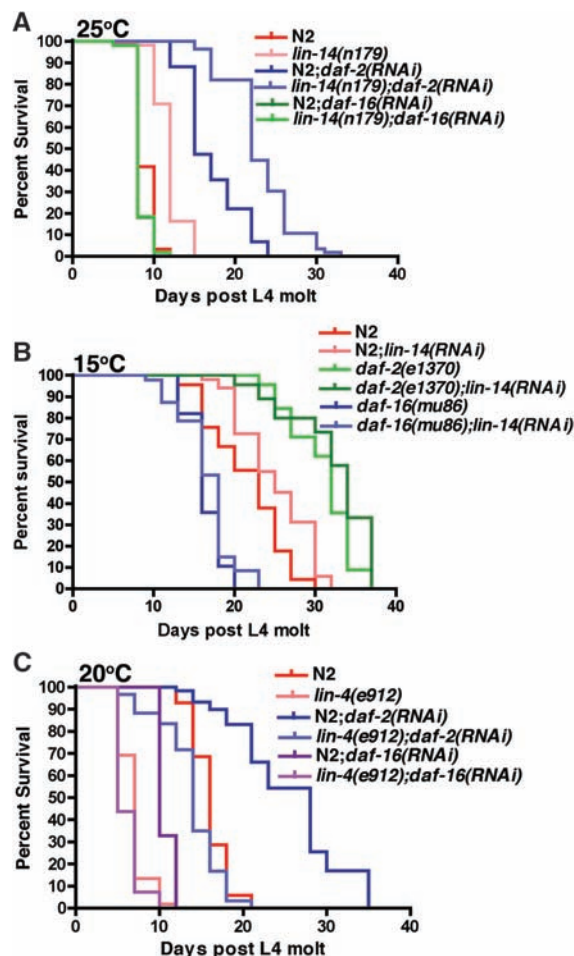 A
25°C
N2
lin-14(n179)
N2;daf-2(RNAi)
lin-14(n179);daf-2(RNAi)
N2;daf-16(RNAi)
lin-14(n179);daf-16(RNAi)
Percent Survival
100
90
80
70
60
50
40
30
20
10
0
0 10 20 30 40
Days post L4 molt
B
15°C
N2
N2;lin-14(RNAi)
daf-2(e1370)
daf-2(e1370);lin-14(RNAi)
daf-16(mu86)
daf-16(mu86);lin-14(RNAi)
Percent survival
100
90
80
70
60
50
40
30
20
10
0
0 10 20 30 40
Days post L4 molt
C
20°C
N2
lin-4(e912)
N2;daf-2(RNAi)
lin-4(e912);daf-2(RNAi)
N2;daf-16(RNAi)
lin-4(e912);daf-16(RNAi)
Percent Survival
100
90
80
70
60
50
40
30
20
10
0
0 10 20 30 40
Days post L4 molt